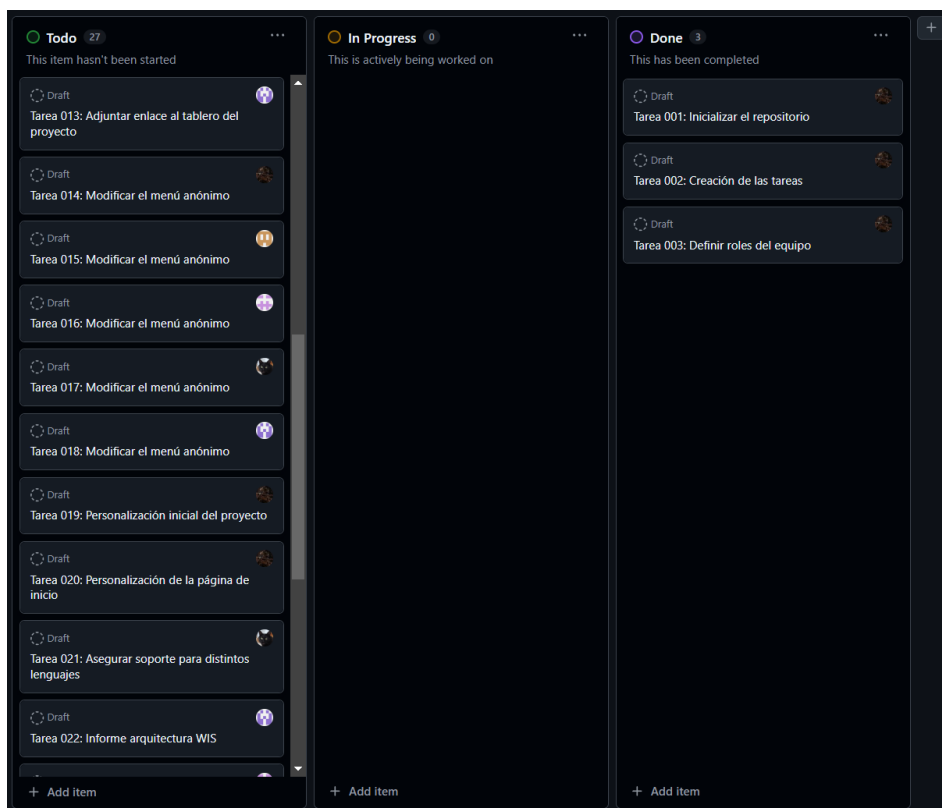 Todo 27
This item hasn't been started
Draft
Tarea 013: Adjuntar enlace al tablero del
proyecto
Draft
Tarea 014: Modificar el menú anónimo
Draft
Tarea 015: Modificar el menú anónimo
Draft
Tarea 016: Modificar el menú anónimo
Draft
Tarea 017: Modificar el menú anónimo
Draft
Tarea 018: Modificar el menú anónimo
Draft
Tarea 019: Personalización inicial del proyecto
Draft
Tarea 020: Personalización de la página de
inicio
Draft
Tarea 021: Asegurar soporte para distintos
lenguajes
Draft
Tarea 022: Informe arquitectura WIS
+ Add item
In Progress 0
This is actively being worked on
+ Add item
Done 3
This has been completed
Draft
Tarea 001: Inicializar el repositorio
Draft
Tarea 002: Creación de las tareas
Draft
Tarea 003: Definir roles del equipo
+ Add item